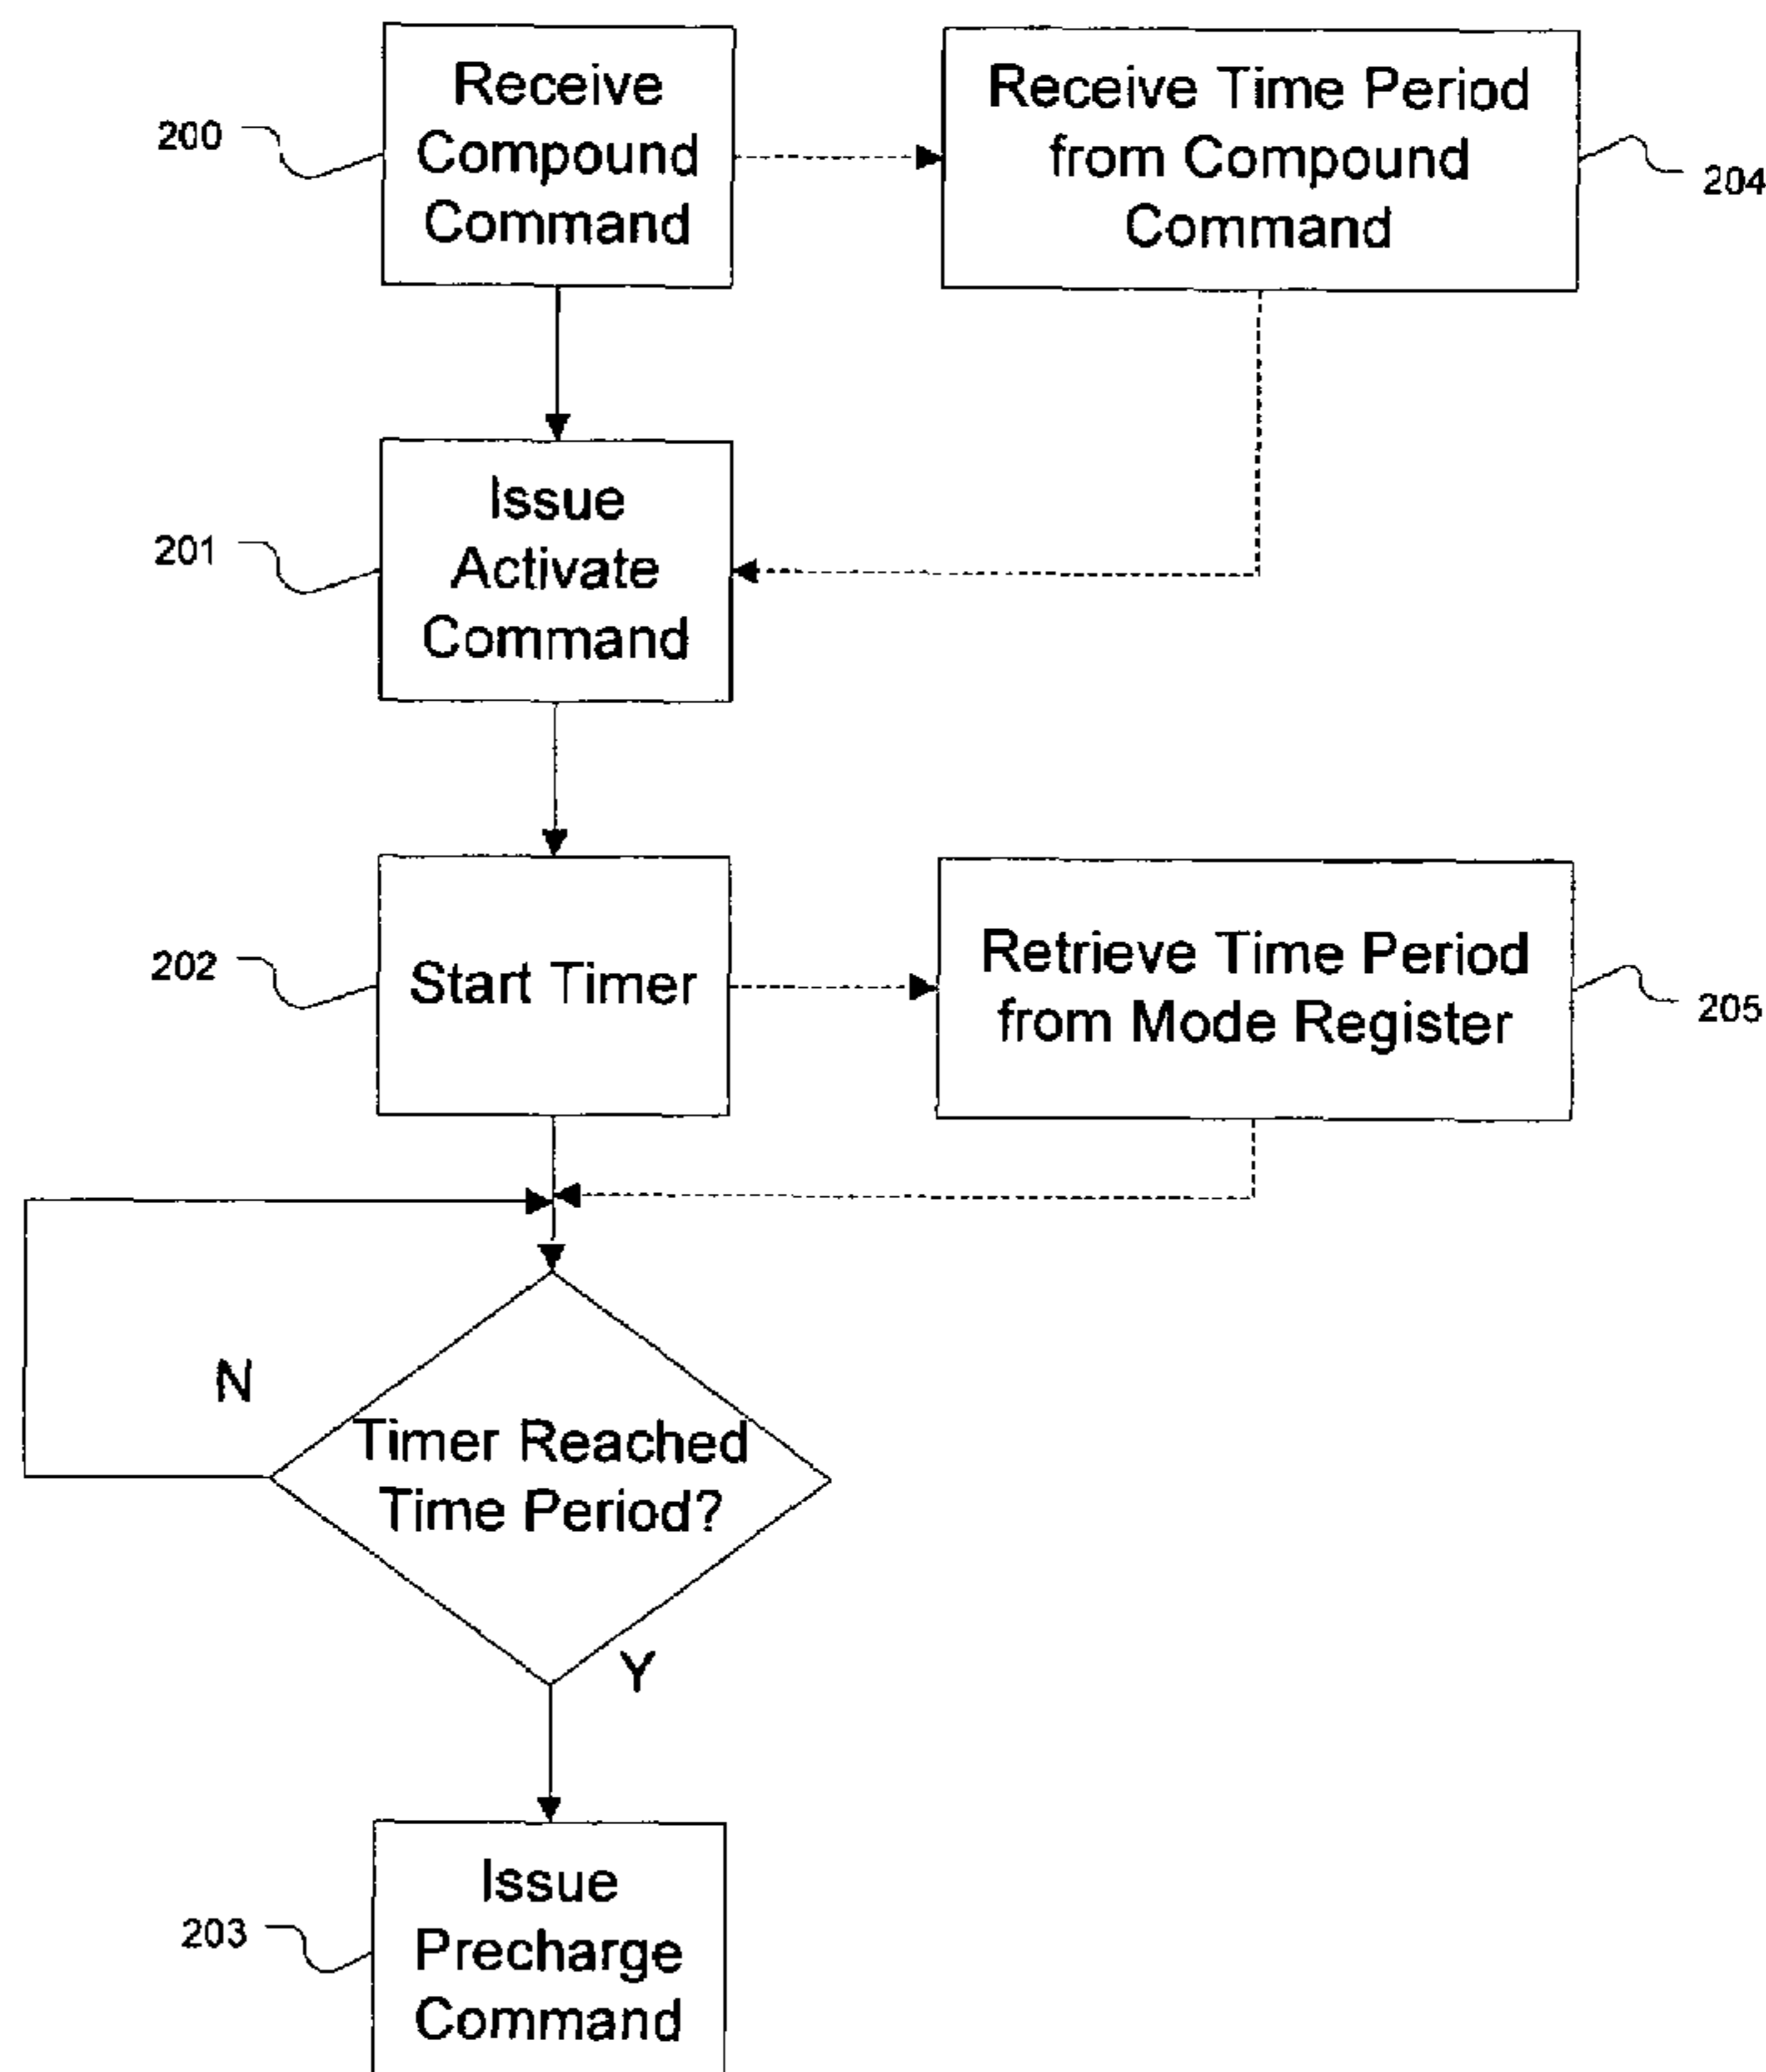 200
Receive
Compound
Command
Receive Time Period
from Compound
Command
204
201
Issue
Activate
Command
202
Start Timer
Retrieve Time Period
from Mode Register
205
N
Timer Reached
Time Period?
Y
203
Issue
Precharge
Command